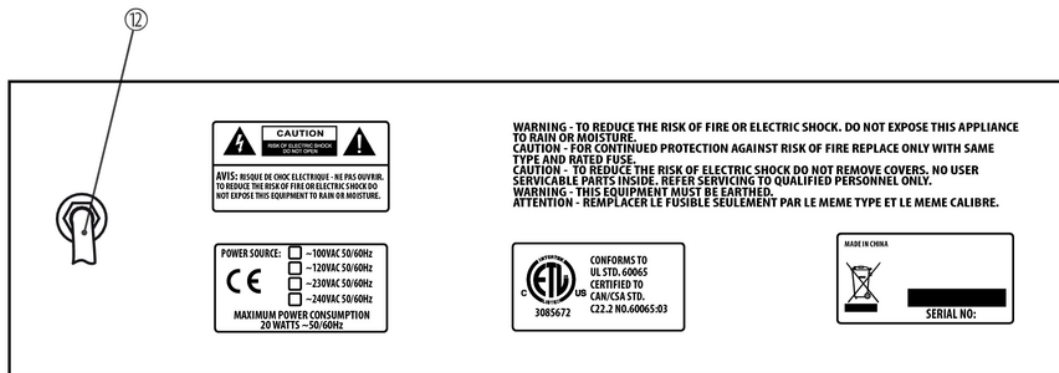 ⑫
CAUTION
RISK OF ELECTRIC SHOCK
DO NOT OPEN
AVIS: RISQUE DE CHOC ELECTRIQUE - NE PAS OUVRIR.
TO REDUCE THE RISK OF FIRE OR ELECTRIC SHOCK DO
NOT EXPOSE THIS EQUIPMENT TO RAIN OR MOISTURE.
WARNING - TO REDUCE THE RISK OF FIRE OR ELECTRIC SHOCK. DO NOT EXPOSE THIS APPLIANCE
TO RAIN OR MOISTURE.
CAUTION - FOR CONTINUED PROTECTION AGAINST RISK OF FIRE REPLACE ONLY WITH SAME
TYPE AND RATED FUSE.
CAUTION - TO REDUCE THE RISK OF ELECTRIC SHOCK DO NOT REMOVE COVERS. NO USER
SERVICABLE PARTS INSIDE. REFER SERVICING TO QUALIFIED PERSONNEL ONLY.
WARNING - THIS EQUIPMENT MUST BE EARTHED.
ATTENTION - REMPLACER LE FUSIBLE SEULEMENT PAR LE MEME TYPE ET LE MEME CALIBRE.
POWER SOURCE:
~100VAC 50/60Hz
~120VAC 50/60Hz
~230VAC 50/60Hz
~240VAC 50/60Hz
CE
MAXIMUM POWER CONSUMPTION
20 WATTS ~50/60Hz
INTERTEK
ETL
C US
3085672
CONFORMS TO
UL STD. 60065
CERTIFIED TO
CAN/CSA STD.
C22.2 NO.60065:03
MADE IN CHINA
SERIAL NO: